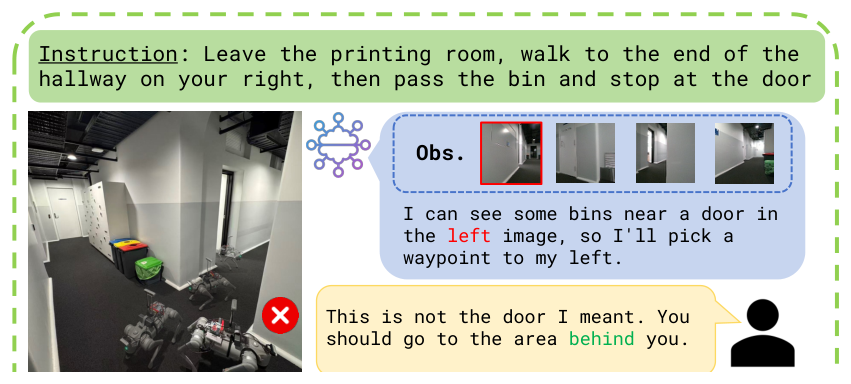 Instruction: Leave the printing room, walk to the end of the
hallway on your right, then pass the bin and stop at the door
Obs.
I can see some bins near a door in
the left image, so I'll pick a
waypoint to my left.
This is not the door I meant. You
should go to the area behind you.